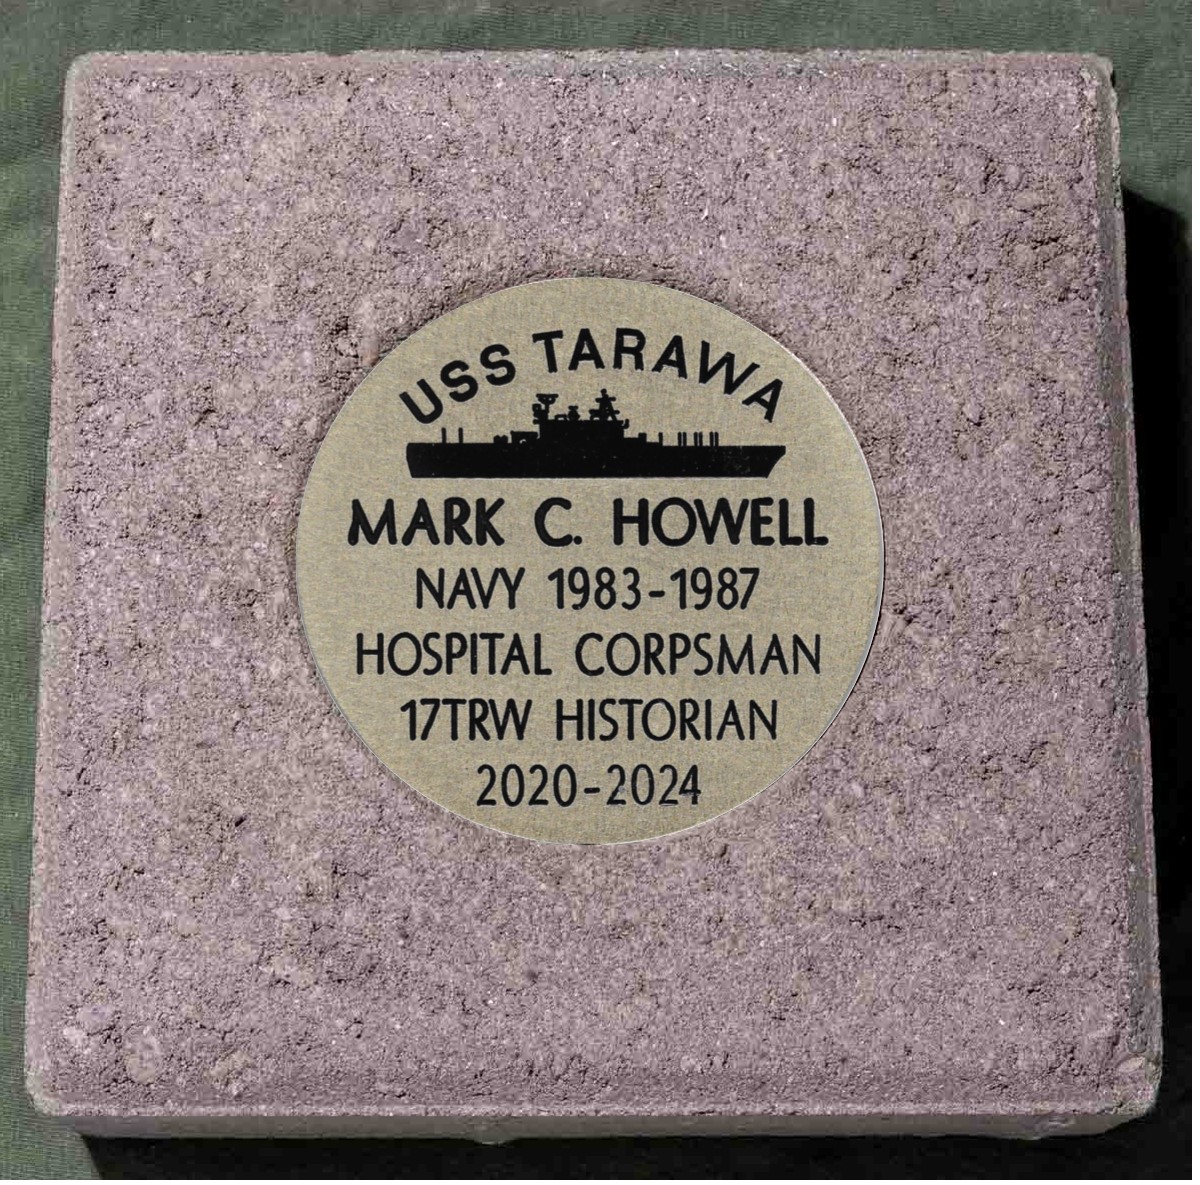 USS TARAWA
MARK C. HOWELL
NAVY 1983-1987
HOSPITAL CORPSMAN
17TRW HISTORIAN
2020-2024